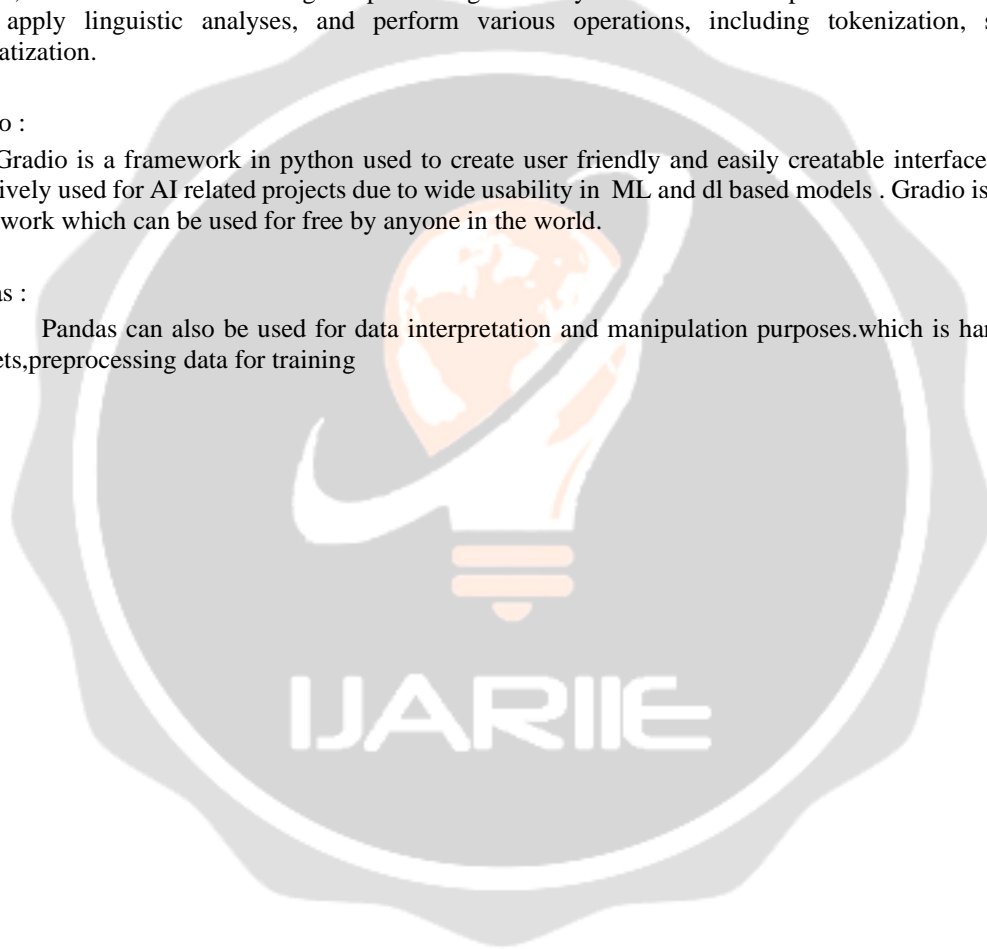 apply linguistic analyses, and perform various operations, including tokenization,
atization.
o :
Gradio is a framework in python used to create user friendly and easily creatable interface
ively used for AI related projects due to wide usability in ML and dl based models . Gradio is
work which can be used for free by anyone in the world.
as :
Pandas can also be used for data interpretation and manipulation purposes.which is har
ets,preprocessing data for training
IJARIIE